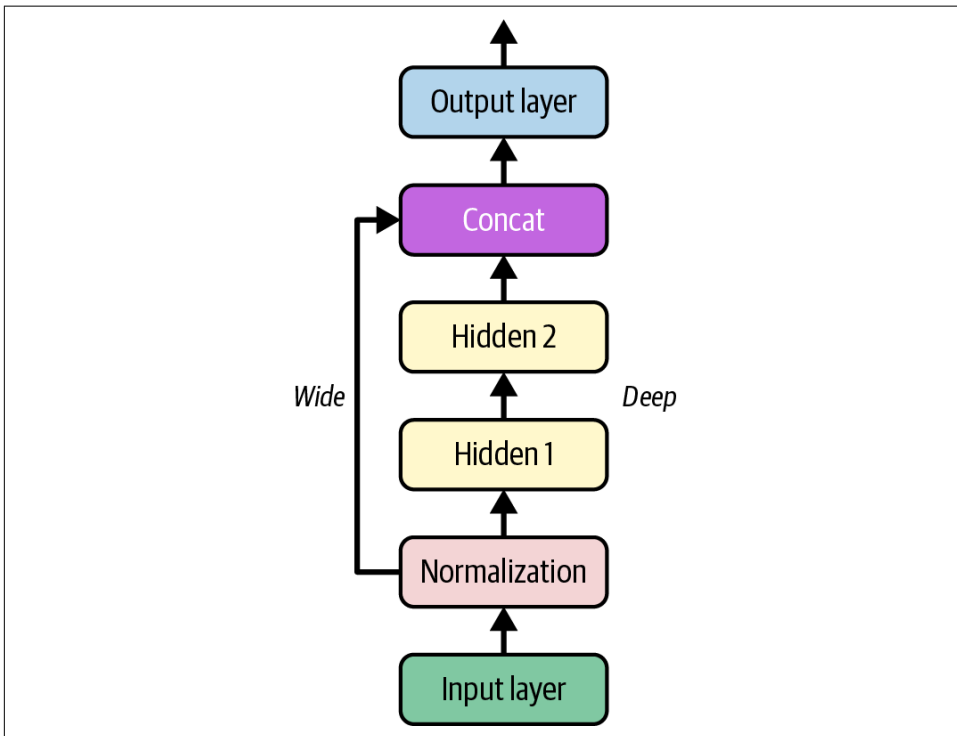 Output layer
Concat
Hidden 2
Wide
Deep
Hidden 1
Normalization
Input layer